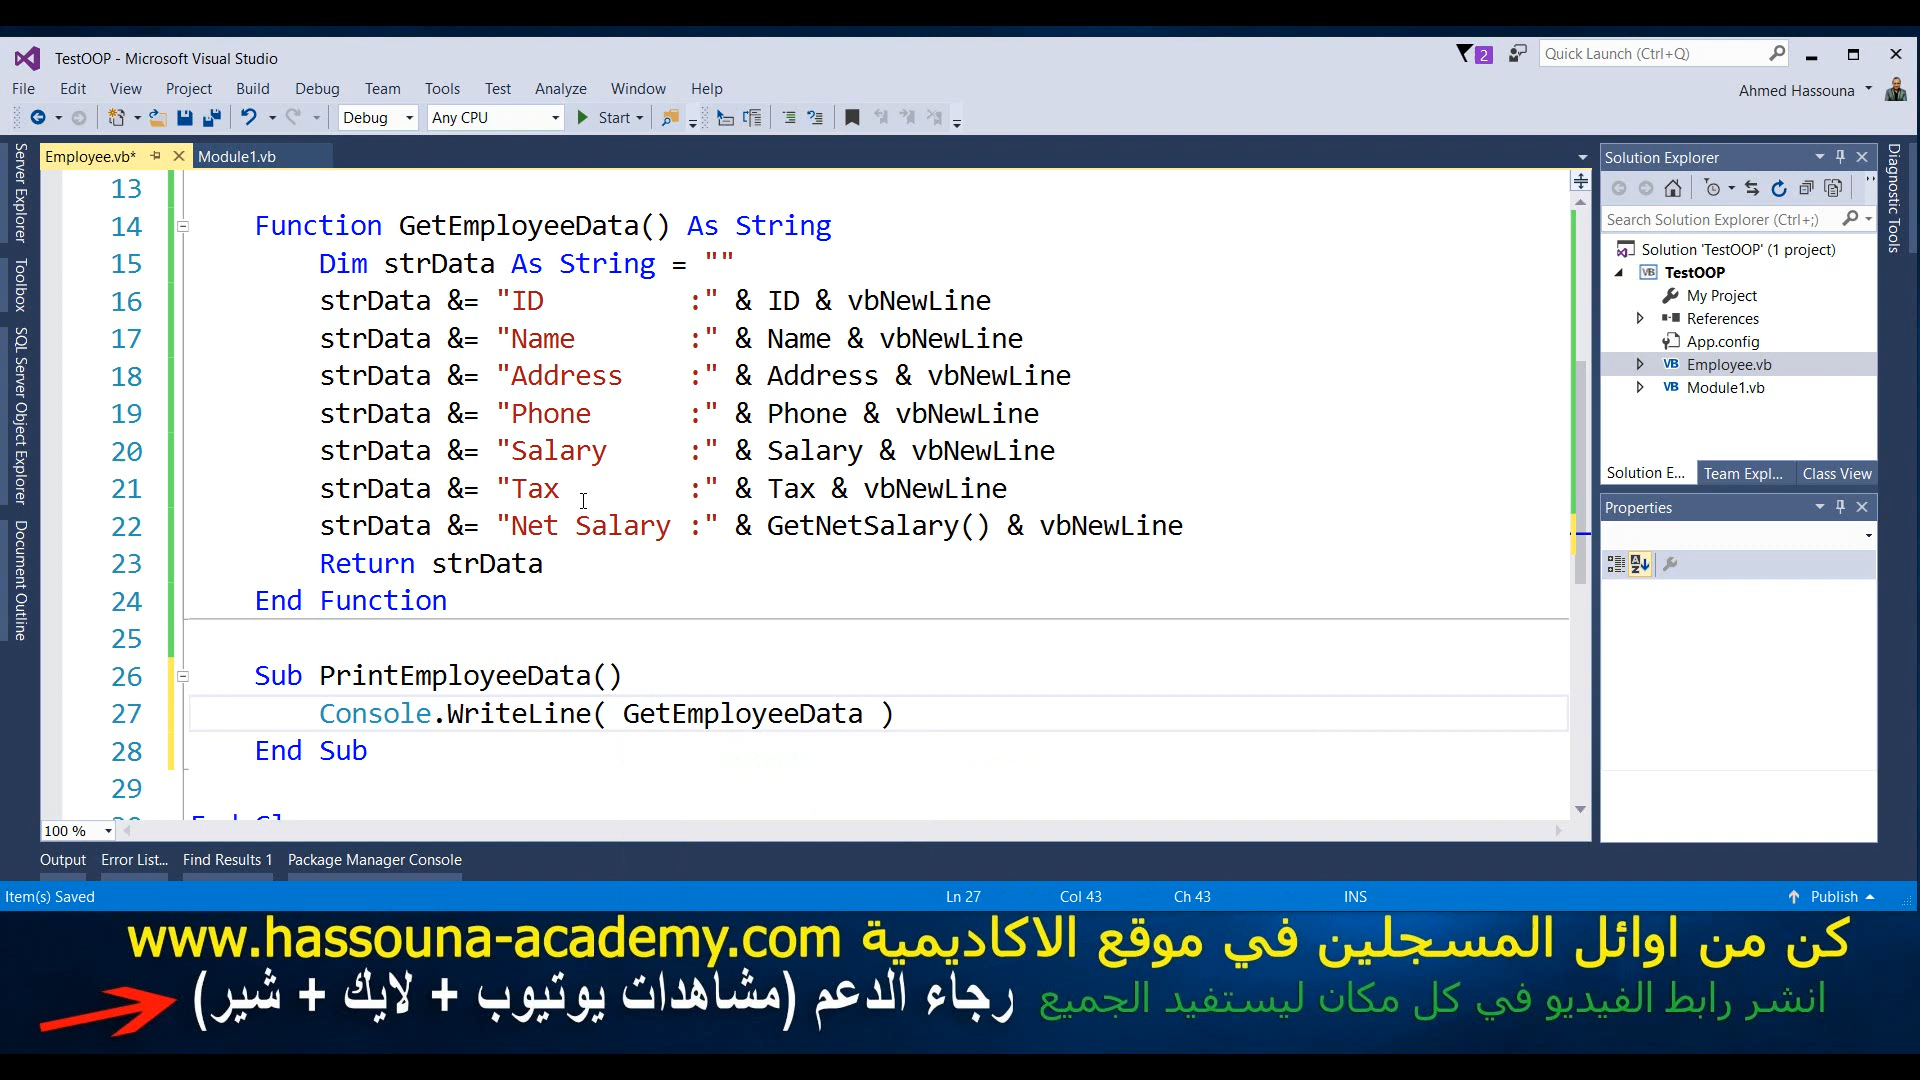 TestOOP - Microsoft Visual Studio
2
Quick Launch (Ctrl+Q)
File Edit View Project Build Debug Team Tools Test Analyze Window Help
Ahmed Hassouna
Debug Any CPU Start
Employee.vb* Module1.vb
Server Explorer
Toolbox
SQL Server Object Explorer
Document Outline
13
14 Function GetEmployeeData() As String
15 Dim strData As String = ""
16 strData &= "ID         :" & ID & vbNewLine
17 strData &= "Name       :" & Name & vbNewLine
18 strData &= "Address    :" & Address & vbNewLine
19 strData &= "Phone      :" & Phone & vbNewLine
20 strData &= "Salary     :" & Salary & vbNewLine
21 strData &= "Tax        :" & Tax & vbNewLine
22 strData &= "Net Salary :" & GetNetSalary() & vbNewLine
23 Return strData
24 End Function
25
26 Sub PrintEmployeeData()
27 Console.WriteLine( GetEmployeeData )
28 End Sub
29
100 %
Solution Explorer
Search Solution Explorer (Ctrl+;)
Solution 'TestOOP' (1 project)
TestOOP
My Project
References
App.config
Employee.vb
Module1.vb
Solution E... Team Expl... Class View
Properties
Diagnostic Tools
Output Error List... Find Results 1 Package Manager Console
Item(s) Saved Ln 27 Col 43 Ch 43 INS Publish
كن من اوائل المسجلين في موقع الاكاديمية www.hassouna-academy.com
انشر رابط الفيديو في كل مكان ليستفيد الجميع رجاء الدعم (مشاهدات يوتيوب + لايك + شير)